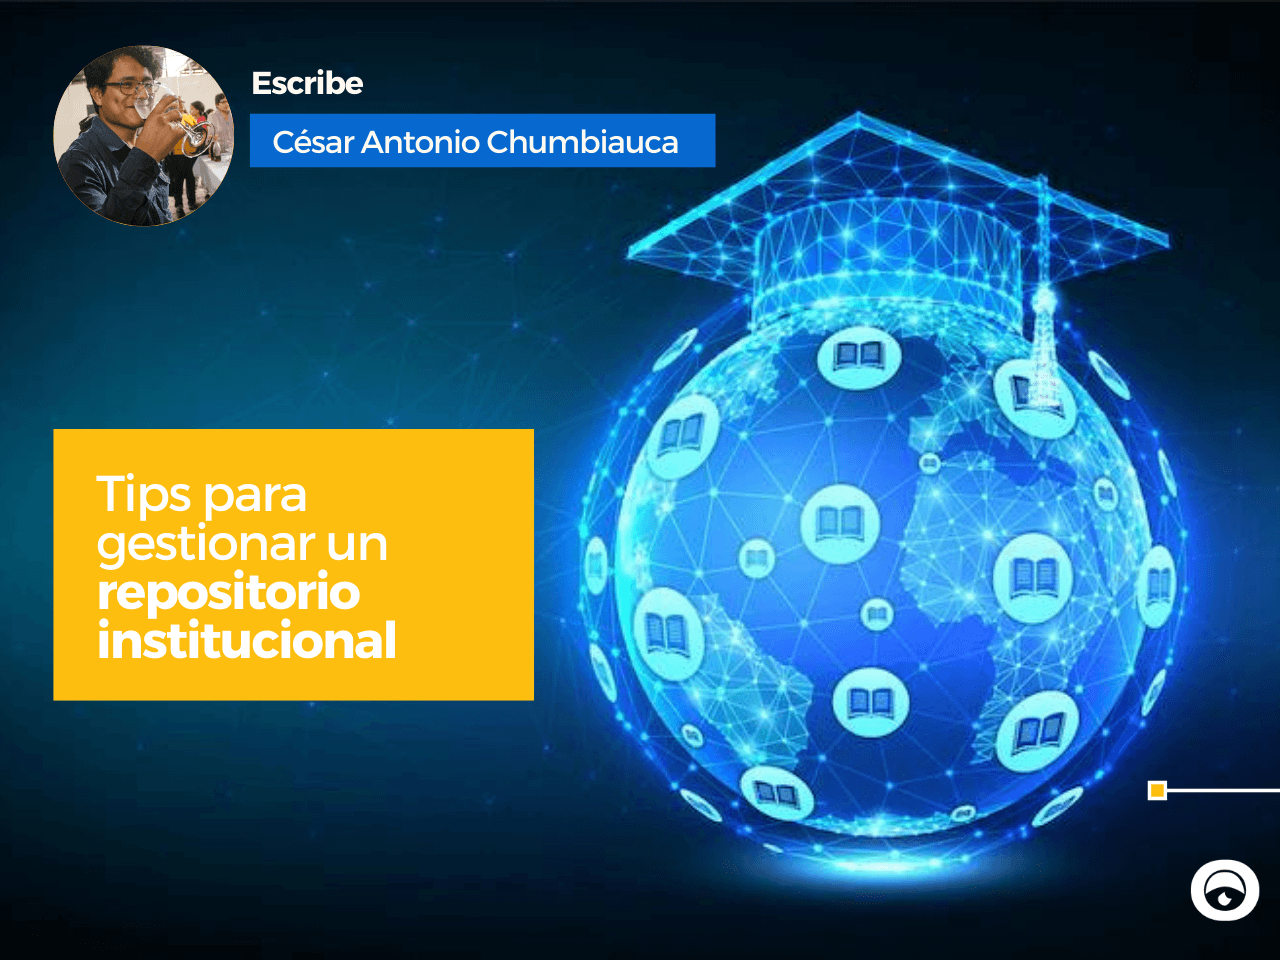 Escribe
César Antonio Chumbiauca
Tips para
gestionar un
repositorio
institucional